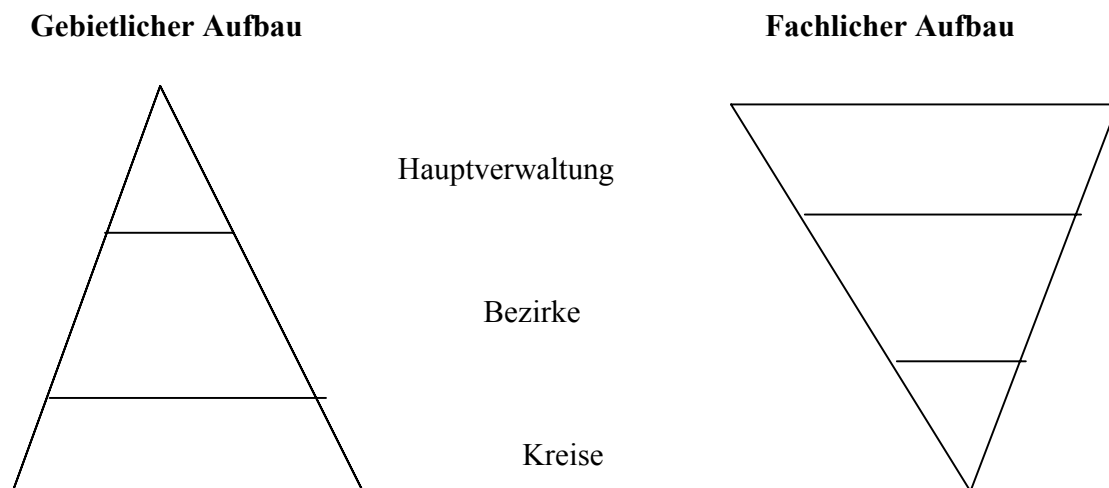 Gebietlicher Aufbau
Fachlicher Aufbau
Hauptverwaltung
Bezirke
Kreise